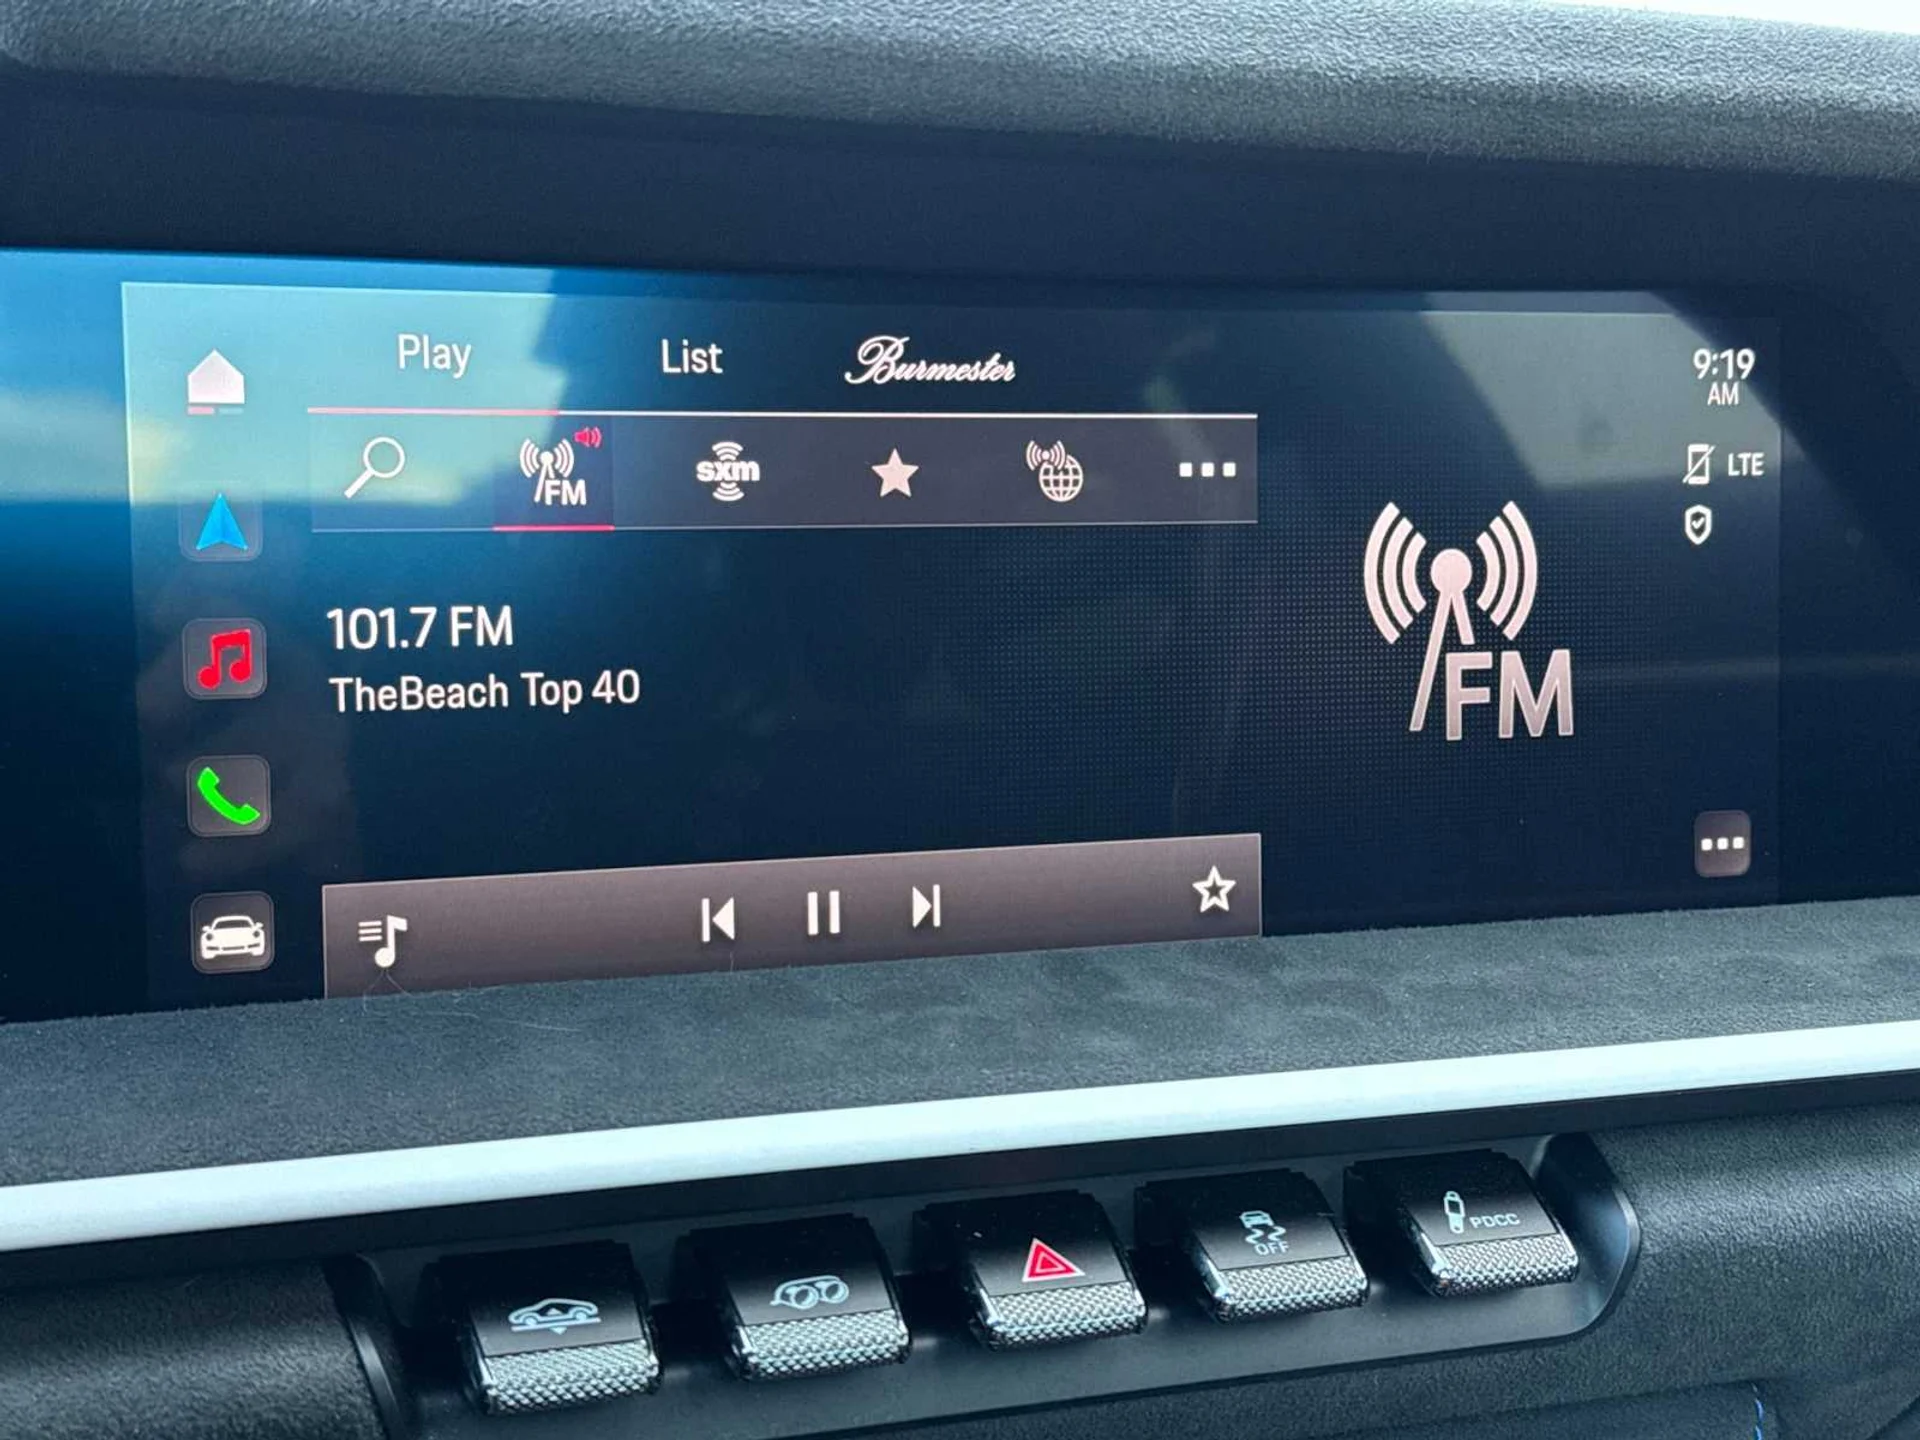 Play
List
Burmester
9:19
AM
FM
sxm
LTE
101.7 FM
TheBeach Top 40
FM
OFF
PDCC